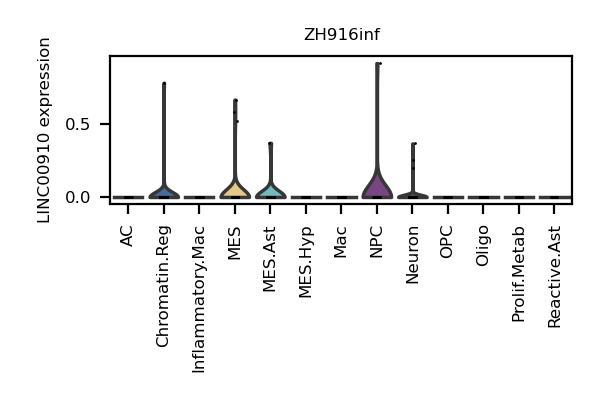 ZH916inf
LINC00910 expression
0.5
0.0
AC
Chromatin.Reg
Inflammatory.Mac
MES
MES.Ast
MES.Hyp
Mac
NPC
Neuron
OPC
Oligo
Prolif.Metab
Reactive.Ast